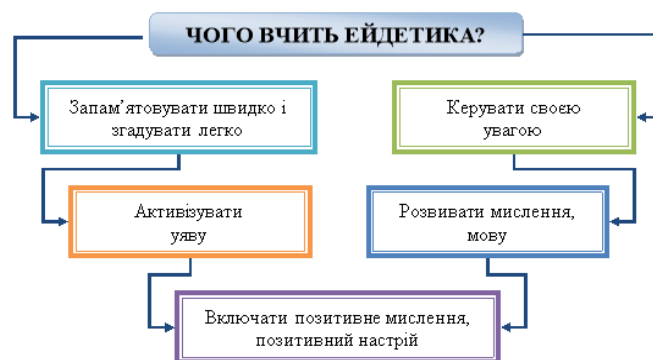 ЧОГО ВЧИТЬ ЕЙДЕТИКА?
Запам’ятовувати швидко і
згадувати легко
Керувати своєю
увагою
Активізувати
уяву
Розвивати мислення,
мову
Включати позитивне мислення,
позитивний настрій